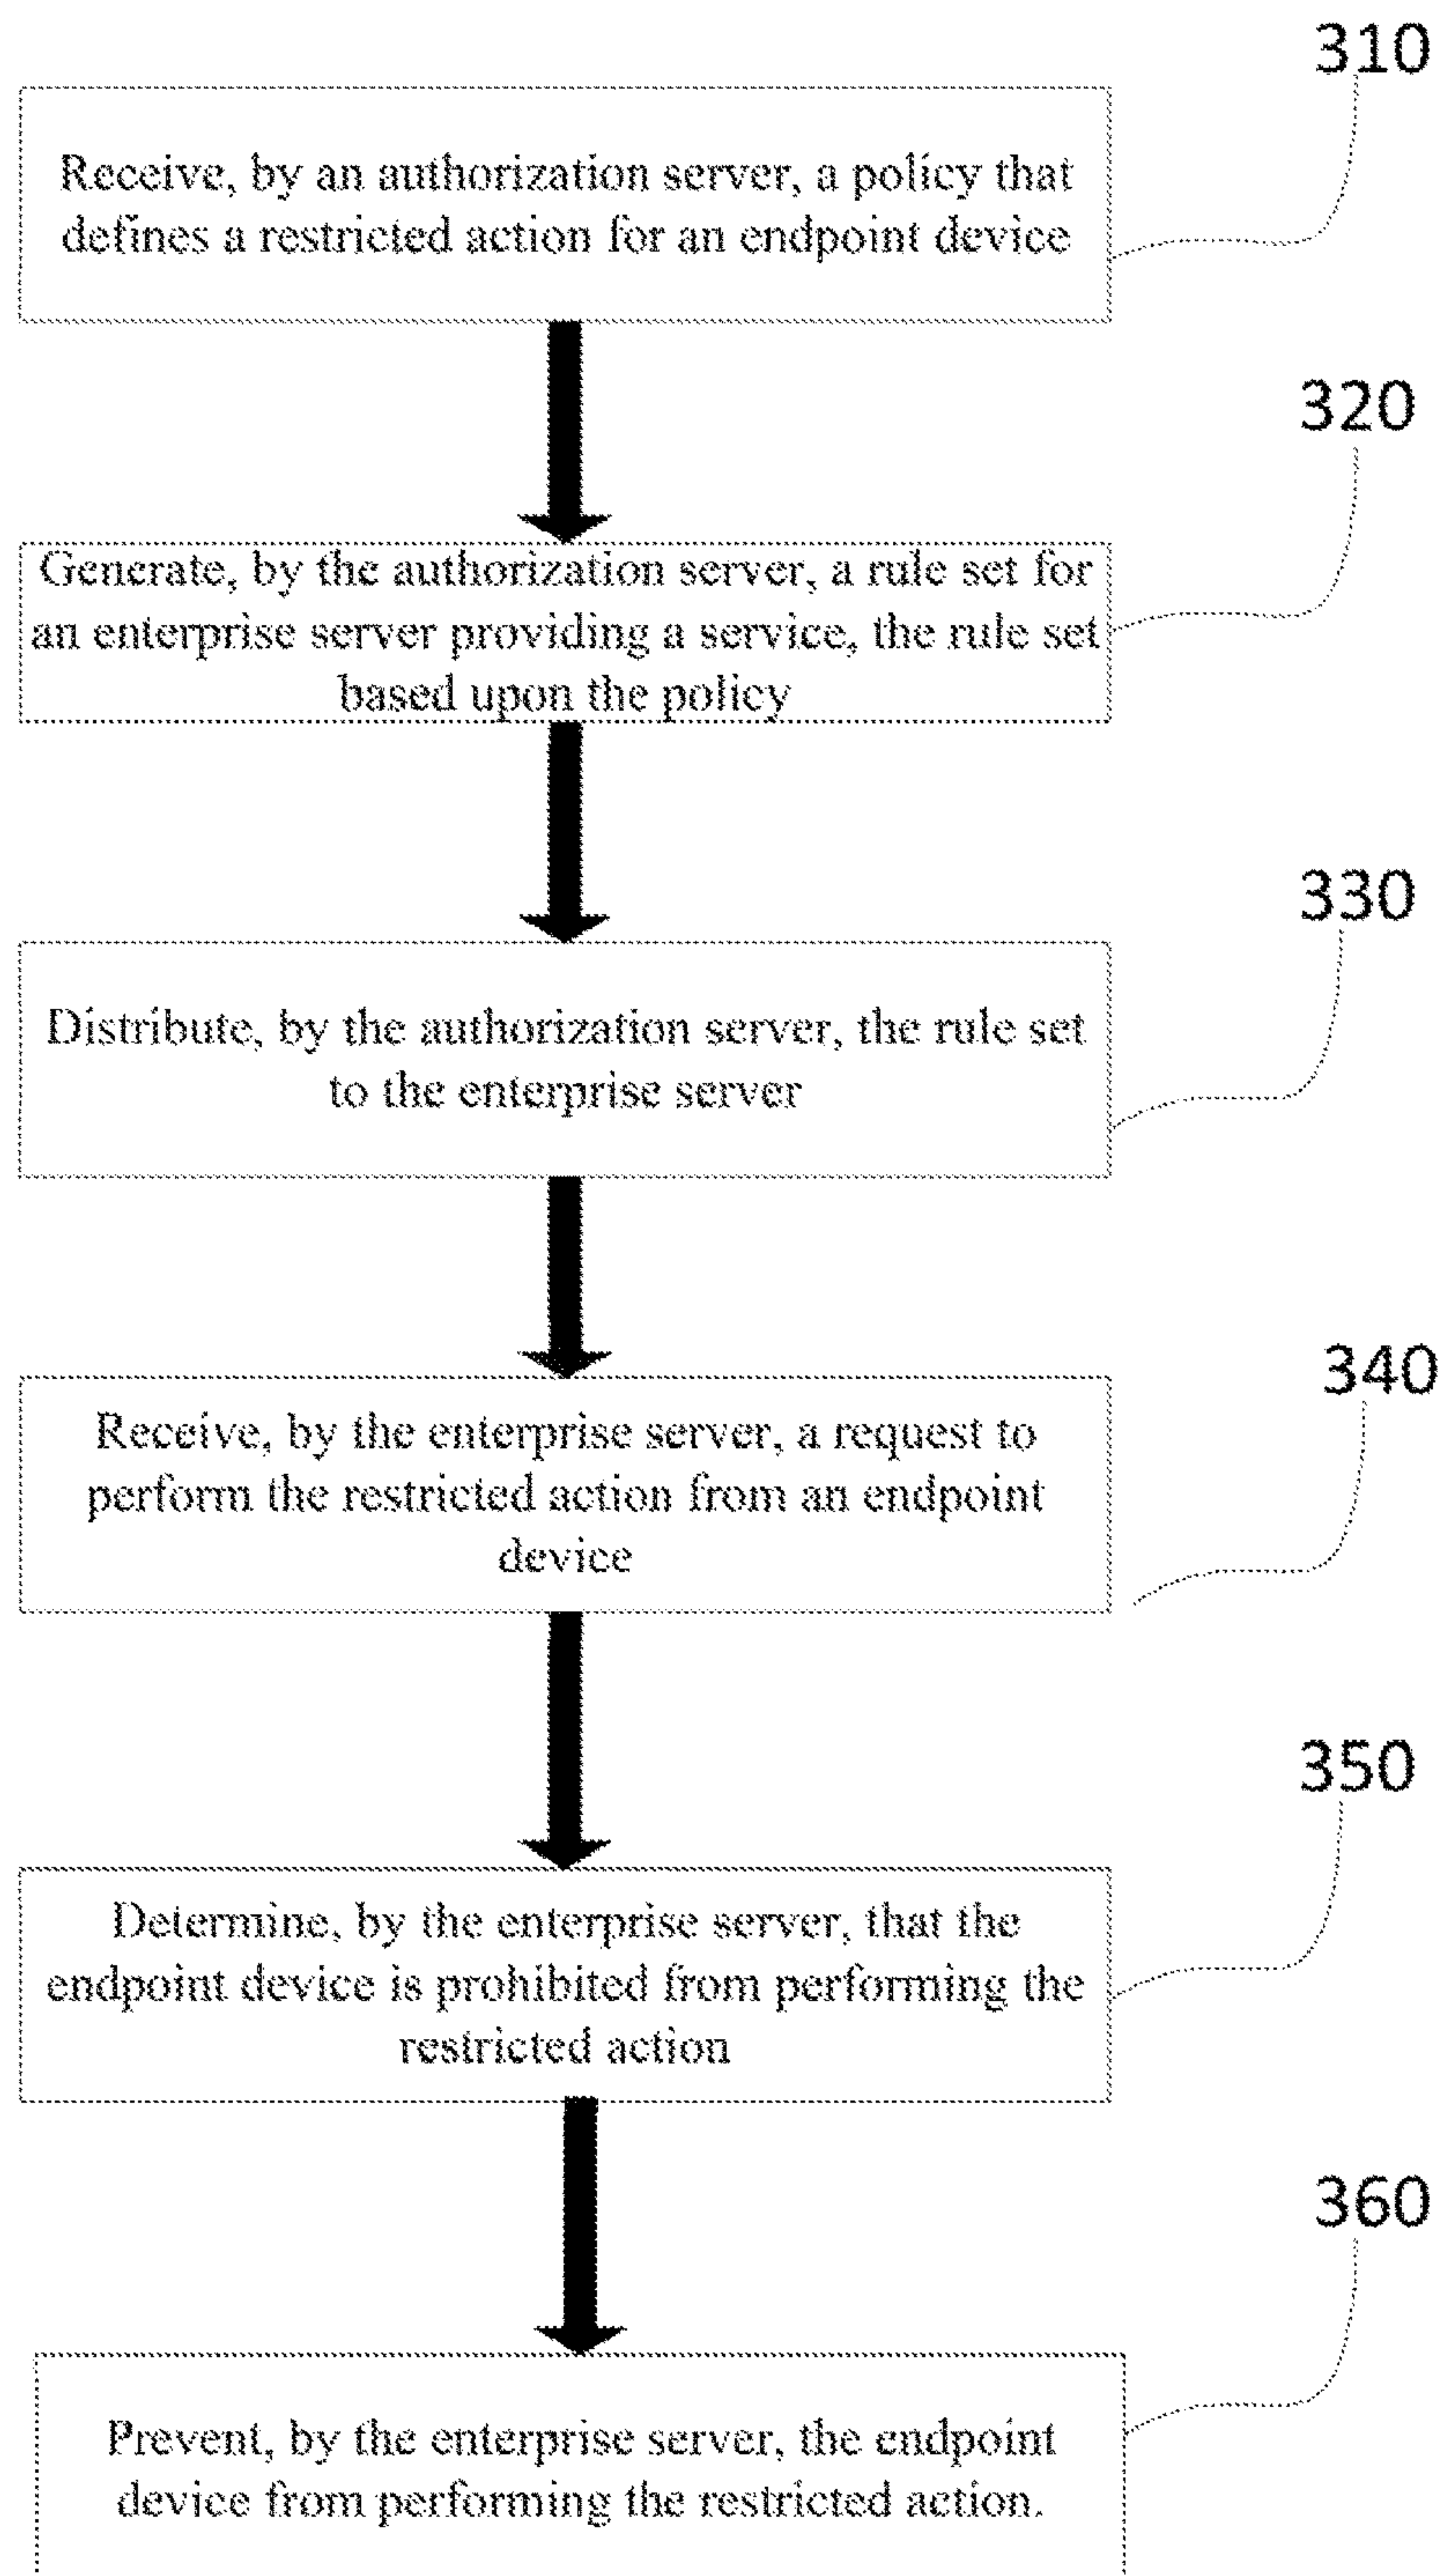 310
Receive, by an authorization server, a policy that
defines a restricted action for an endpoint device
320
Generate, by the authorization server, a rule set for
an enterprise server providing a service, the rule set
based upon the policy
330
Distribute, by the authorization server, the rule set
to the enterprise server
340
Receive, by the enterprise server, a request to
perform the restricted action from an endpoint
device
350
Determine, by the enterprise server, that the
endpoint device is prohibited from performing the
restricted action
360
Prevent, by the enterprise server, the endpoint
device from performing the restricted action.